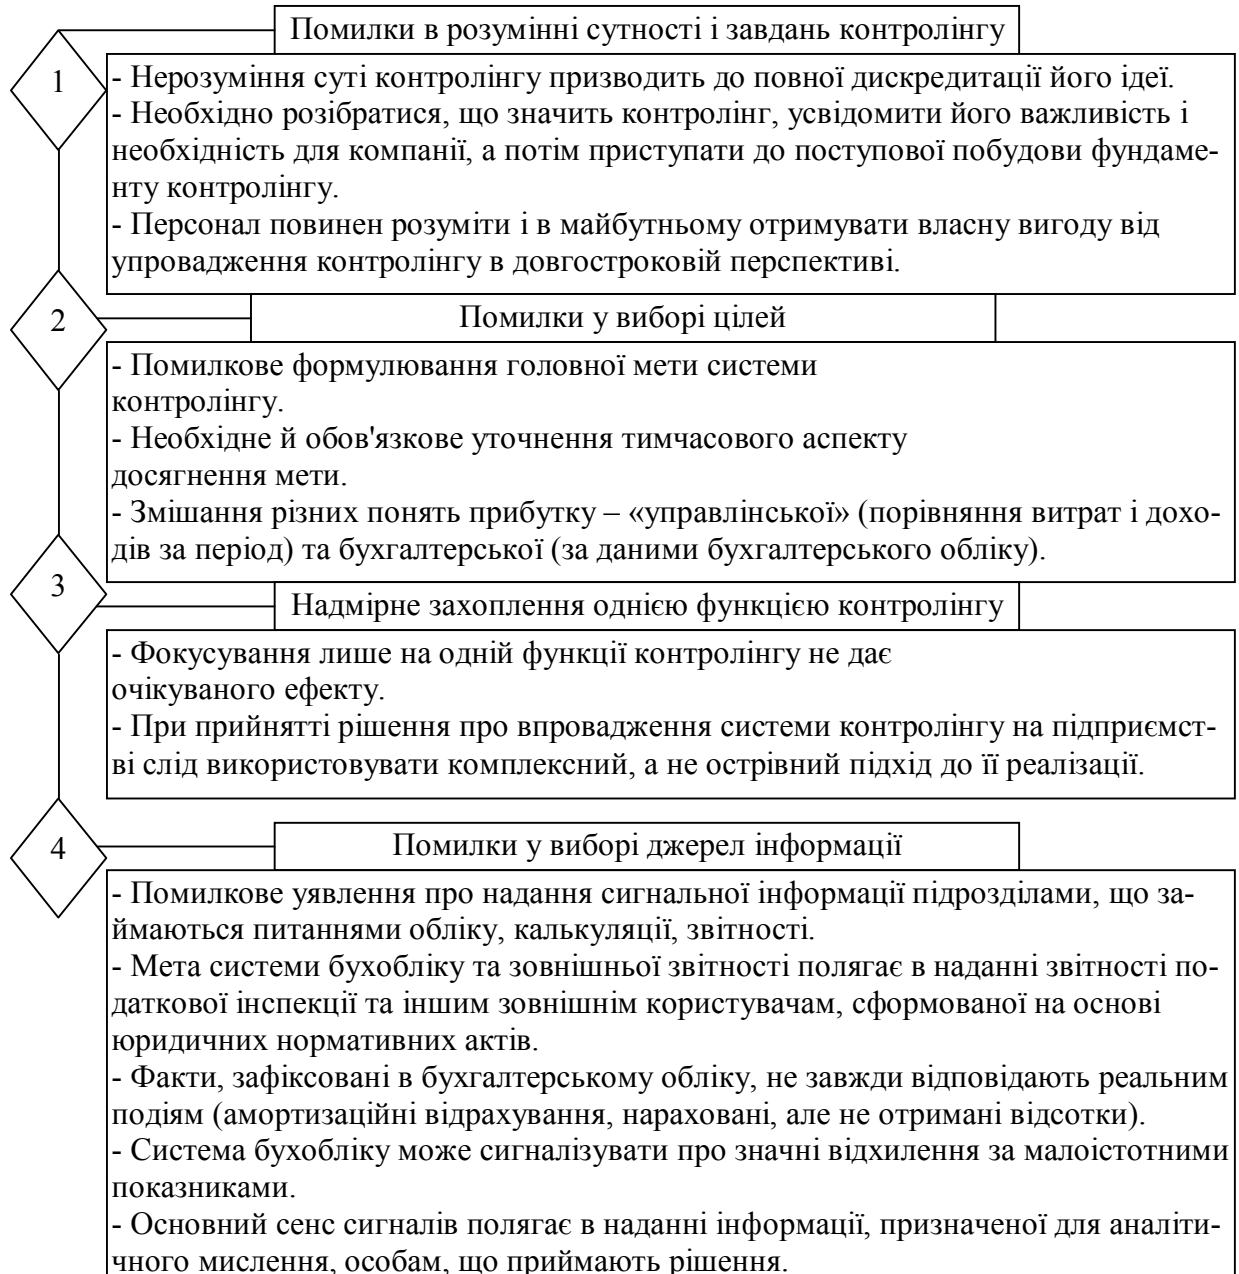 Помилки в розумінні сутності і завдань контролінгу
1
- Нерозуміння суті контролінгу призводить до повної дискредитації його ідеї.
- Необхідно розібратися, що значить контролінг, усвідомити його важливість і
необхідність для компанії, а потім приступати до поступової побудови фундаме-
нту контролінгу.
- Персонал повинен розуміти і в майбутньому отримувати власну вигоду від
упровадження контролінгу в довгостроковій перспективі.
2
Помилки у виборі цілей
- Помилкове формулювання головної мети системи
контролінгу.
- Необхідне й обов'язкове уточнення тимчасового аспекту
досягнення мети.
- Змішання різних понять прибутку – «управлінської» (порівняння витрат і дохо-
дів за період) та бухгалтерської (за даними бухгалтерського обліку).
3
Надмірне захоплення однією функцією контролінгу
- Фокусування лише на одній функції контролінгу не дає
очікуваного ефекту.
- При прийнятті рішення про впровадження системи контролінгу на підприємст-
ві слід використовувати комплексний, а не острівний підхід до її реалізації.
4
Помилки у виборі джерел інформації
- Помилкове уявлення про надання сигнальної інформації підрозділами, що за-
ймаються питаннями обліку, калькуляції, звітності.
- Мета системи бухобліку та зовнішньої звітності полягає в наданні звітності по-
даткової інспекції та іншим зовнішнім користувачам, сформованої на основі
юридичних нормативних актів.
- Факти, зафіксовані в бухгалтерському обліку, не завжди відповідають реальним
подіям (амортизаційні відрахування, нараховані, але не отримані відсотки).
- Система бухобліку може сигналізувати про значні відхилення за малоістотними
показниками.
- Основний сенс сигналів полягає в наданні інформації, призначеної для аналіти-
чного мислення, особам, що приймають рішення.